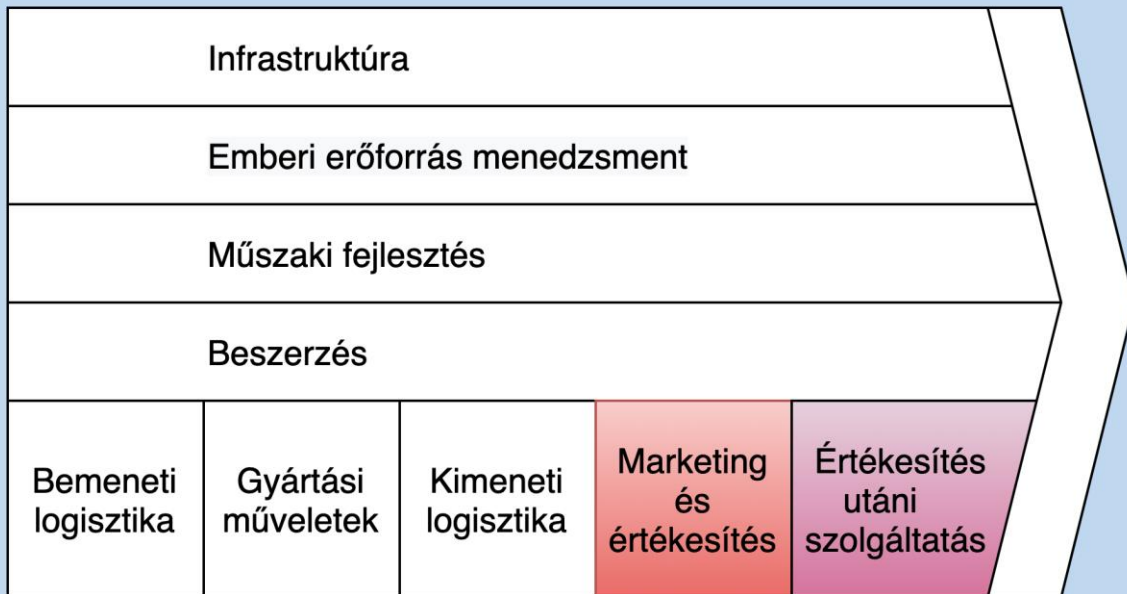 Infrastruktúra
Emberi erőforrás menedzsment
Műszaki fejlesztés
Beszerzés
Bemeneti
logisztika
Gyártási
műveletek
Kimeneti
logisztika
Marketing
és
értékesítés
Értékesítés
utáni
szolgáltatás